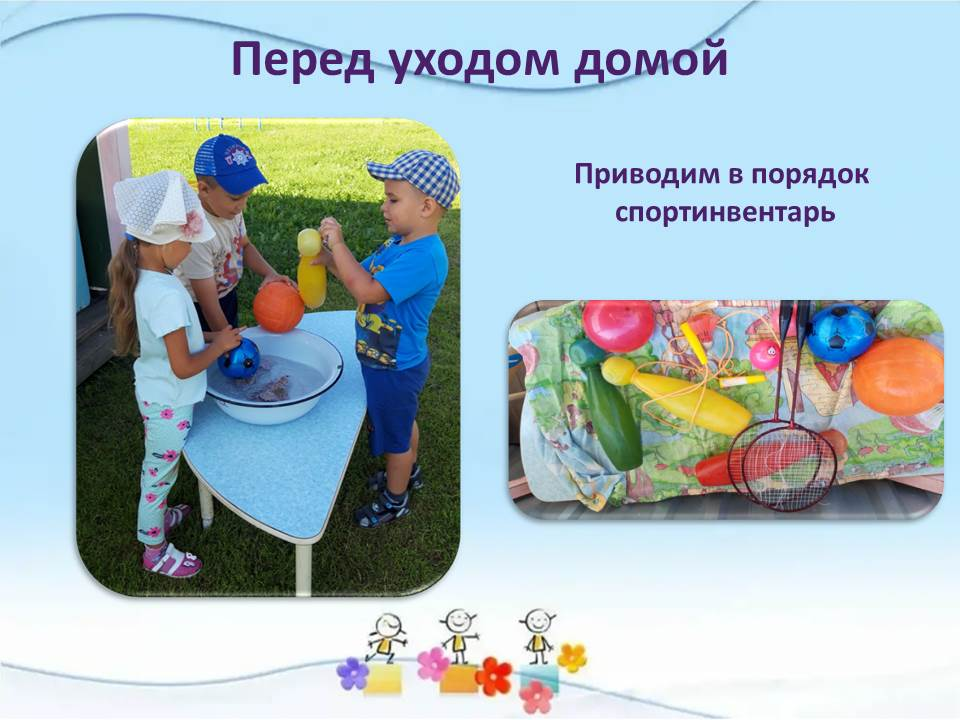 Перед уходом домой
Приводим в порядок
спортинвентарь